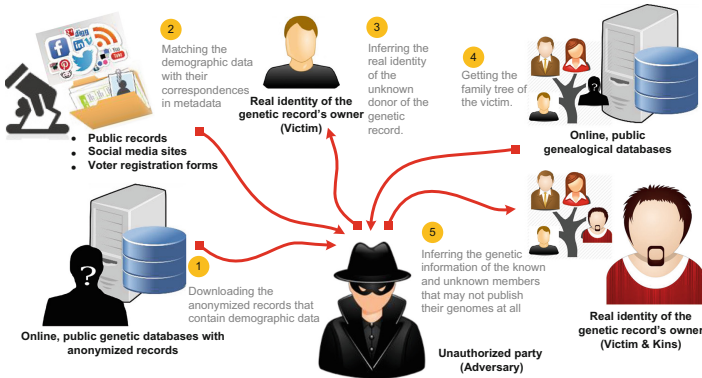 2
Matching the
demographic data
with their
correspondences
in metadata
• Public records
• Social media sites
• Voter registration forms
3
Inferring the
real identity
of the
unknown
donor of the
genetic
record.
Real identity of the
genetic record's owner
(Victim)
4
Getting the
family tree of
the victim.
?
Online, public
genealogical databases
?
1
Downloading the
anonymized records that
contain demographic data
Online, public genetic databases with
anonymized records
5
Inferring the genetic
information of the known
and unknown members
that may not publish
their genomes at all
Unauthorized party
(Adversary)
Real identity of the
genetic record's owner
(Victim & Kins)